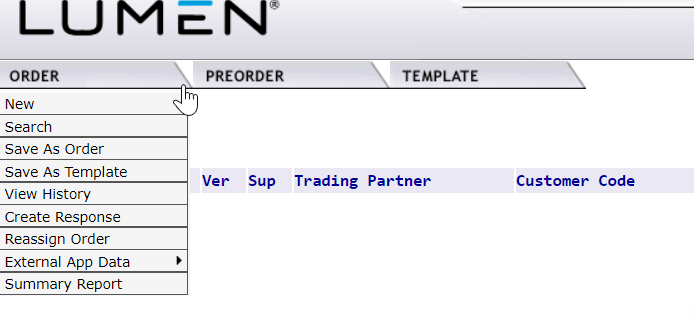 LUMEN®
ORDER PREORDER TEMPLATE
New
Search
Save As Order
Save As Template
Ver Sup Trading Partner Customer Code
View History
Create Response
Reassign Order
External App Data
Summary Report